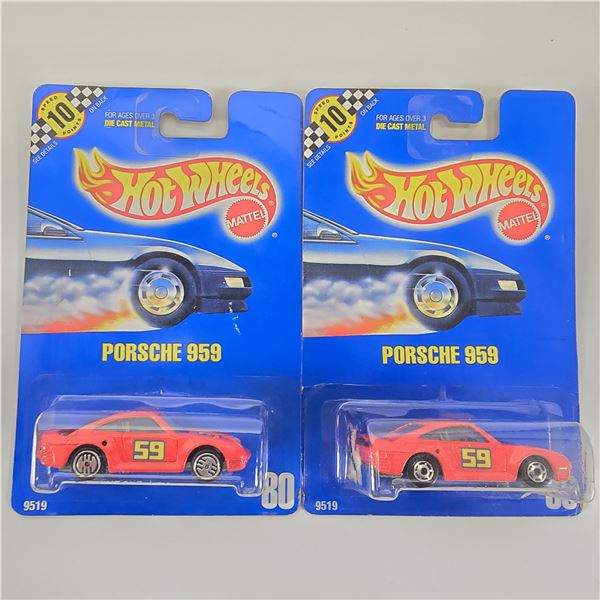 SPEED
10
POINTS
ON BACK
SEE DETAILS
FOR AGES OVER 3
DIE CAST METAL
HOT WHEELS
MATTEL
®
PORSCHE 959
59
9519
80
SPEED
10
POINTS
ON BACK
SEE DETAILS
FOR AGES OVER 3
DIE CAST METAL
HOT WHEELS
MATTEL
®
PORSCHE 959
59
9519